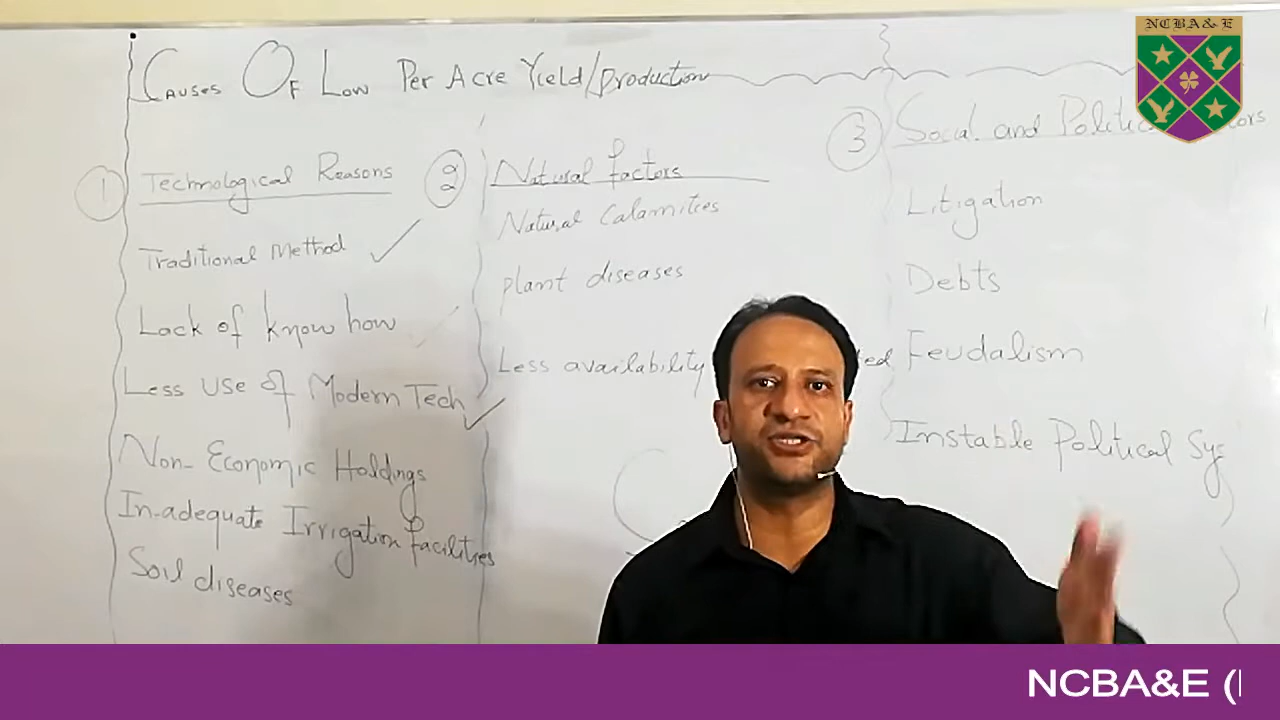 NCBA&E
Causes Of Low Per Acre Yield/Production
1 Technological Reasons
Traditional Method
Lack of know how
Less use of Modern Tech
Non-Economic Holdings
In-adequate Irrigation facilities
Soil diseases
2 Natural factors
Natural Calamities
plant diseases
Less availability
3 Socal and
Litigation
Debts
Feudalism
Instable Political Sys
NCBA&E (